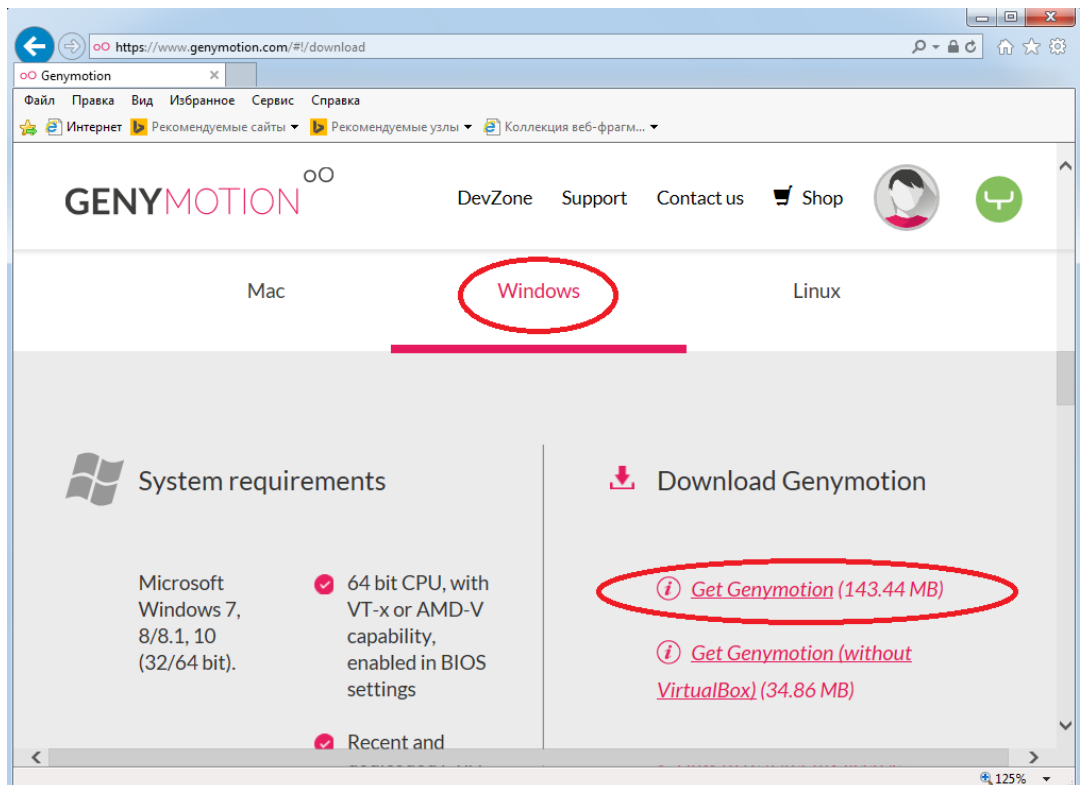 https://www.genymotion.com/#!/download
Genymotion
Файл Правка Вид Избранное Сервис Справка
Интернет Рекомендуемые сайты Рекомендуемые узлы Коллекция веб-фрагм...
GENYMOTION
DevZone Support Contact us Shop
Mac Windows Linux
System requirements
Microsoft
Windows 7,
8/8.1, 10
(32/64 bit).
64 bit CPU, with
VT-x or AMD-V
capability,
enabled in BIOS
settings
Recent and
Download Genymotion
Get Genymotion (143.44 MB)
Get Genymotion (without
VirtualBox) (34.86 MB)
125%